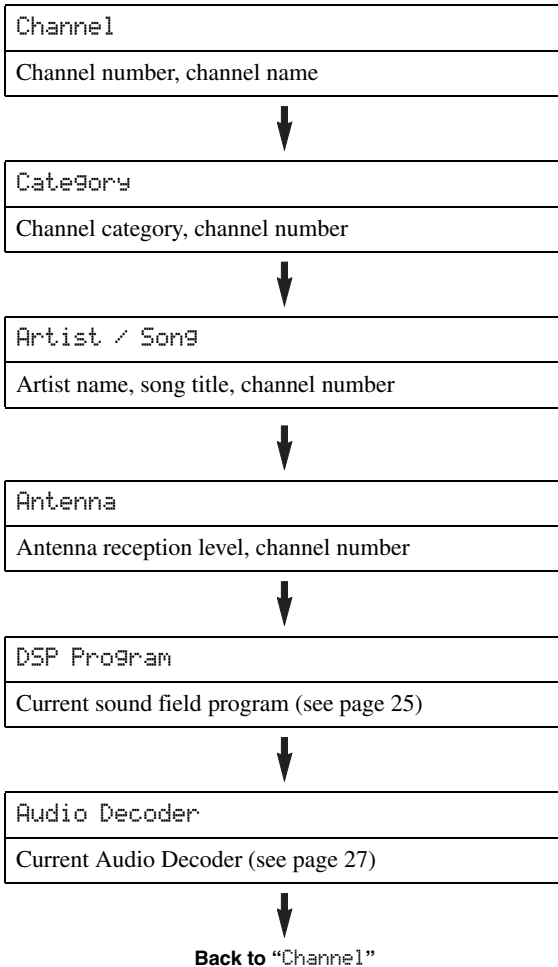 Channel
Channel number, channel name
Category
Channel category, channel number
Artist / Song
Artist name, song title, channel number
Antenna
Antenna reception level, channel number
DSP Program
Current sound field program (see page 25)
Audio Decoder
Current Audio Decoder (see page 27)
Back to “Channel”